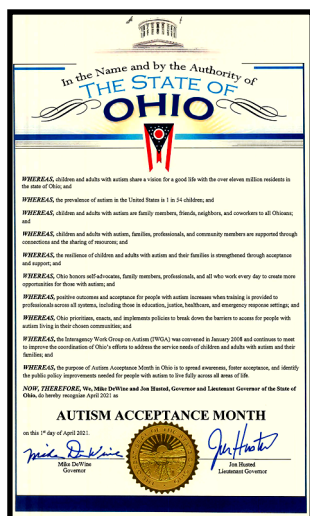 In the Name and by the Authority of
THE STATE OF
OHIO
WHEREAS, children and adults with autism share a vision for a good life with the over eleven million residents in
the state of Ohio; and
WHEREAS, the prevalence of autism in the United States is 1 in 54 children; and
WHEREAS, children and adults with autism are family members, friends, neighbors, and coworkers to all Ohioans;
and
WHEREAS, children and adults with autism, families, professionals, and community members are supported through
connections and the sharing of resources; and
WHEREAS, the resilience of children and adults with autism and their families is strengthened through acceptance
and support; and
WHEREAS, Ohio honors self-advocates, family members, professionals, and all who work every day to create more
opportunities for those with autism; and
WHEREAS, positive outcomes and acceptance for people with autism increases when training is provided to
professionals across all systems, including those in education, justice, healthcare, and emergency response settings; and
WHEREAS, Ohio prioritizes, enacts, and implements policies to break down the barriers to access for people with
autism living in their chosen communities; and
WHEREAS, the Interagency Work Group on Autism (IWGA) was convened in January 2008 and continues to meet
to improve the coordination of Ohio's efforts to address the service needs of children and adults with autism and their
families; and
WHEREAS, the purpose of Autism Acceptance Month in Ohio is to spread awareness, foster acceptance, and identify
the public policy improvements needed for people with autism to live fully across all areas of life.
NOW, THEREFORE, We, Mike DeWine and Jon Husted, Governor and Lieutenant Governor of the State of
Ohio, do hereby recognize April 2021 as
AUTISM ACCEPTANCE MONTH
on this 1st day of April 2021.
Mike DeWine
Jon Husted
Mike DeWine
Governor
Jon Husted
Lieutenant Governor